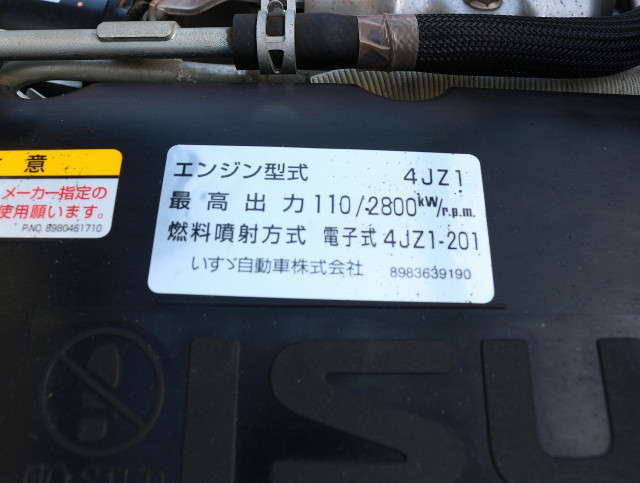 注意
メーカー指定の
使用願います。
P.NO. 8980461710
エンジン型式 4JZ1
最高出力 110/2800kW/r.p.m.
燃料噴射方式 電子式 4JZ1-201
いすゞ自動車株式会社 8983639190
ISU